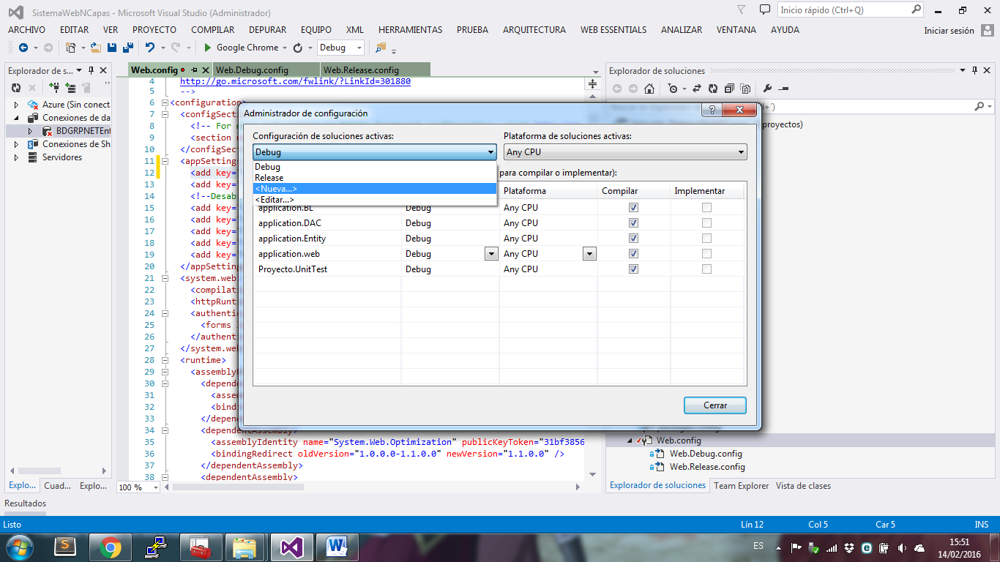 SistemaWebNCapas - Microsoft Visual Studio (Administrador)
Inicio rápido (Ctrl+Q)
ARCHIVO EDITAR VER PROYECTO COMPILAR DEPURAR EQUIPO XML HERRAMIENTAS PRUEBA ARQUITECTURA WEB ESSENTIALS ANALIZAR VENTANA AYUDA
Iniciar sesión
Google Chrome Debug
Explorador de s...
Azure (Sin conect
Conexiones de da
BDGRPNETEnt
Conexiones de Sh
Servidores
Explo... Cuad... Explo...
Web.config Web.Debug.config Web.Release.config
4 http://go.microsoft.com/fwlink/?LinkId=301880
5 -->
6 <configuration>
7 <configSection
8 <!-- For m
9 <section n
10 </configSecti
11 <appSettings
12 <add key=
13 <add key=
14 <!--Desab
15 <add key=
16 <add key=
17 <add key=
18 <add key=
19 <add key=
20 </appSetting
21 <system.web
22 <compilatio
23 <httpRunti
24 <authentic
25 <forms
26 </authenti
27 </system.web
28 <runtime>
29 <assemblyB
30 <depende
31 <asse
32 <bindi
33 </depende
34 <dependentAssembly>
35 <assemblyIdentity name="System.Web.Optimization" publicKeyToken="31bf3856
36 <bindingRedirect oldVersion="1.0.0.0-1.1.0.0" newVersion="1.1.0.0" />
37 </dependentAssembly>
38 <dependentAssembly>
100 %
Administrador de configuración
Configuración de soluciones activas:
Plataforma de soluciones activas:
Debug
Any CPU
Debug
Release
<Nueva...>
<Editar...>
para compilar o implementar):
Plataforma Compilar Implementar
application.BL Debug Any CPU
application.DAC Debug Any CPU
application.Entity Debug Any CPU
application.web Debug Any CPU
Proyecto.UnitTest Debug Any CPU
Cerrar
Explorador de soluciones
proyectos)
Web.config
Web.Debug.config
Web.Release.config
Explorador de soluciones Team Explorer Vista de clases
Resultados
Listo
Lín 12 Col 5 Car 5 INS
ES
15:51
14/02/2016